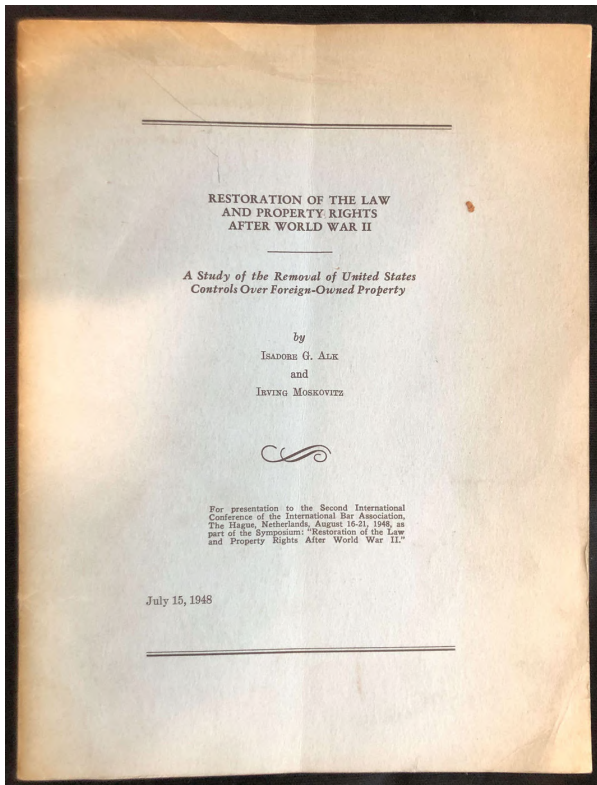 RESTORATION OF THE LAW
AND PROPERTY RIGHTS
AFTER WORLD WAR II
A Study of the Removal of United States
Controls Over Foreign-Owned Property
by
Isadore G. Alk
and
Irving Moskovitz
For presentation to the Second International
Conference of the International Bar Association,
The Hague, Netherlands, August 16-21, 1948, as
part of the Symposium: "Restoration of the Law
and Property Rights After World War II."
July 15, 1948